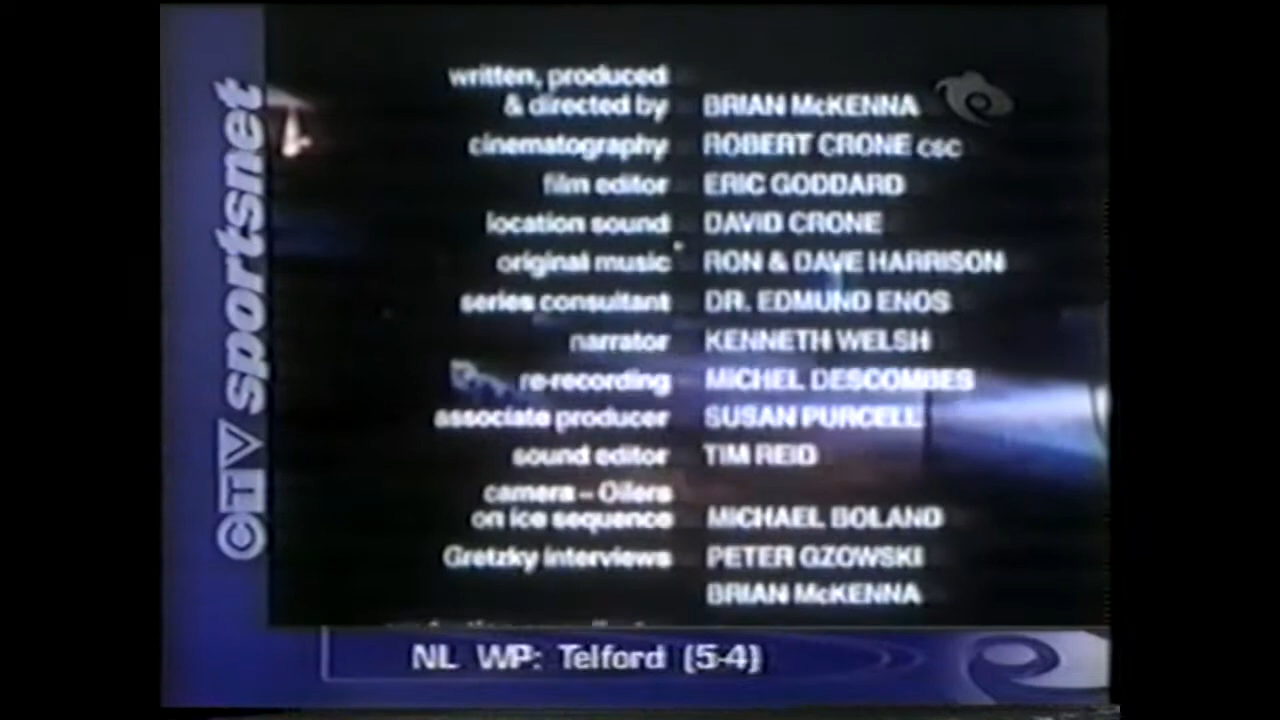 CTV sportsnet
written, produced
& directed by BRIAN McKENNA
cinematography ROBERT CRONE CSC
film editor ERIC GODDARD
location sound DAVID CRONE
original music RON & DAVE HARRISON
series consultant DR. EDMUND ENOS
narrator KENNETH WELSH
re-recording MICHEL DESCOMBES
associate producer SUSAN PURCELL
sound editor TIM REID
camera – Oilers
on ice sequence MICHAEL BOLAND
Gretzky interviews PETER GZOWSKI
BRIAN McKENNA
NL WP: Telford (5-4)